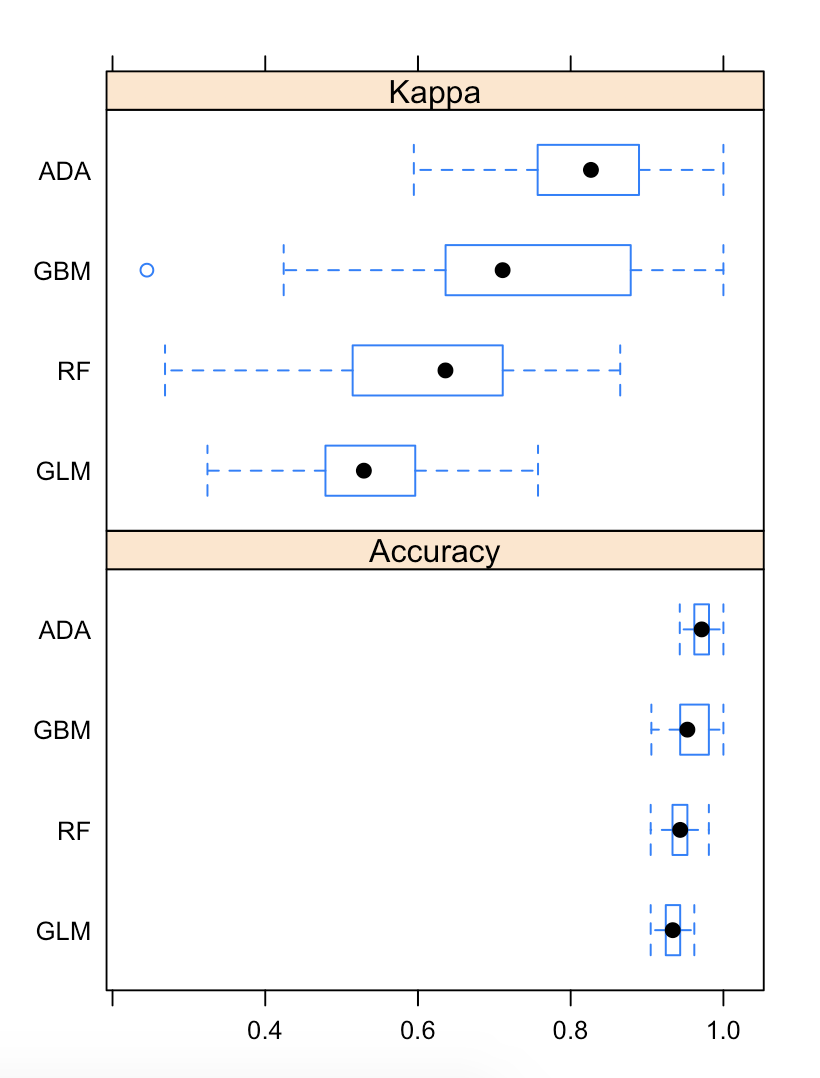 Kappa
ADA
GBM
RF
GLM
Accuracy
ADA
GBM
RF
GLM
0.4 0.6 0.8 1.0